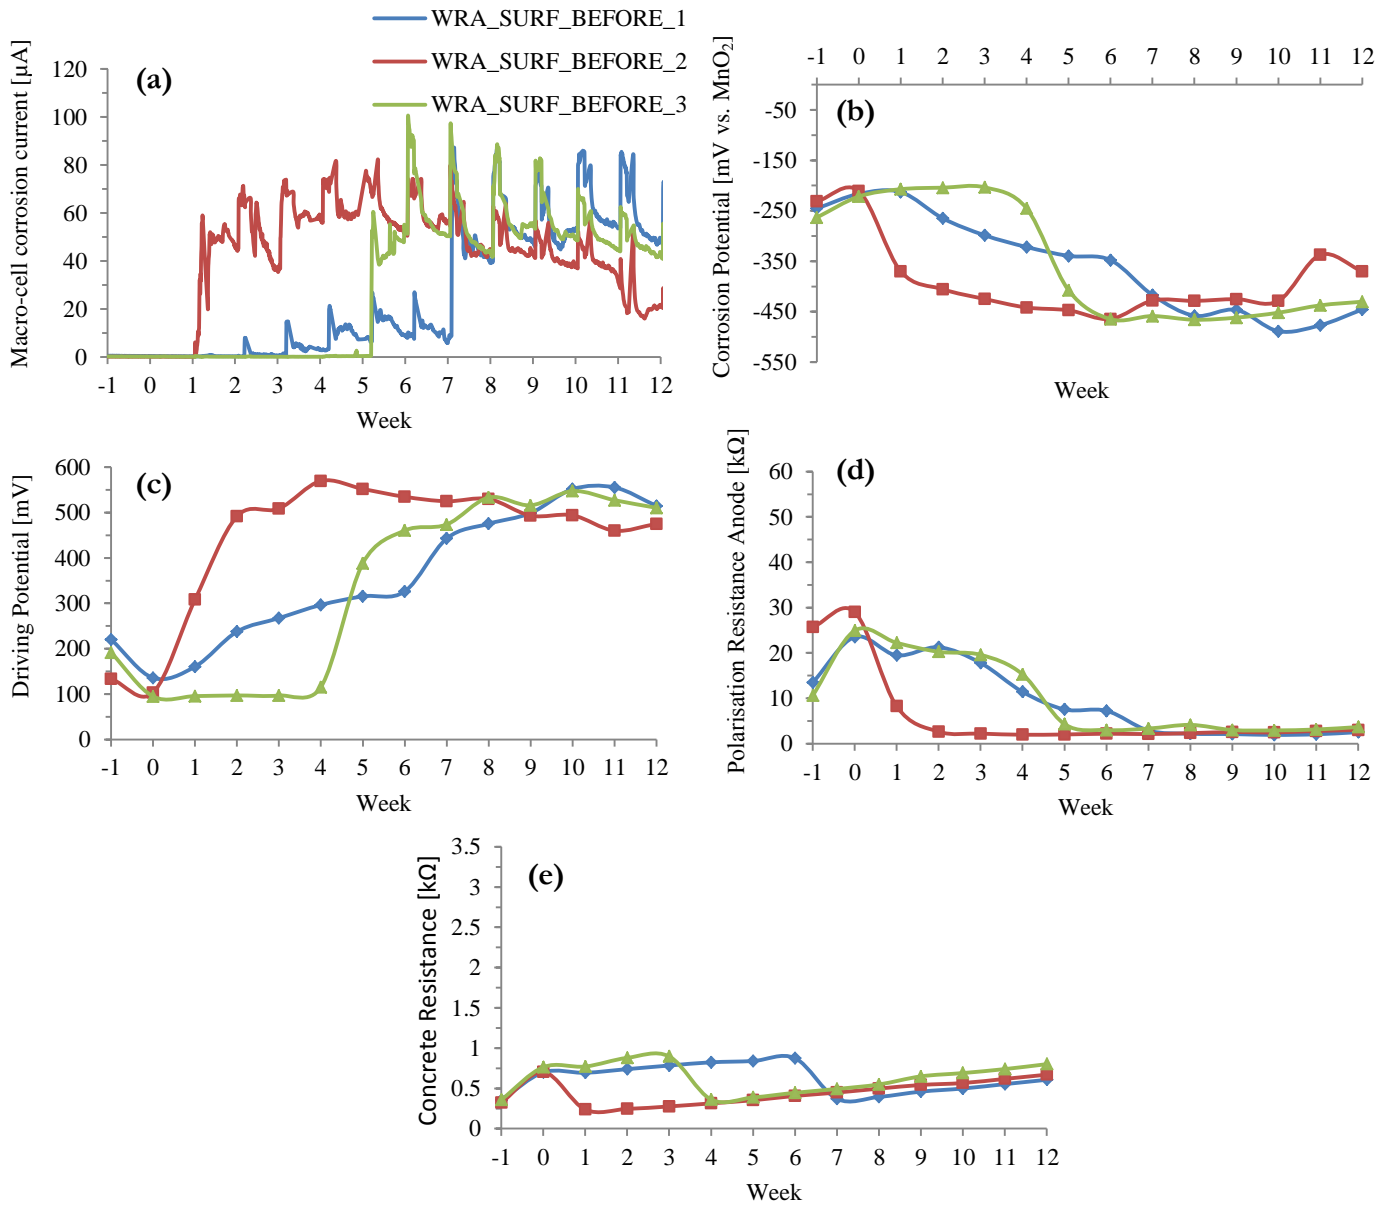 WRA_SURF_BEFORE_1
WRA_SURF_BEFORE_2
WRA_SURF_BEFORE_3
(a)
Macro-cell corrosion current [µA]
120
100
80
60
40
20
0
-1 0 1 2 3 4 5 6 7 8 9 10 11 12
Week
(b)
Corrosion Potential [mV vs. MnO₂]
-1 0 1 2 3 4 5 6 7 8 9 10 11 12
-50
-150
-250
-350
-450
-550
Week
(c)
Driving Potential [mV]
600
500
400
300
200
100
0
-1 0 1 2 3 4 5 6 7 8 9 10 11 12
Week
(d)
Polarisation Resistance Anode [kΩ]
60
50
40
30
20
10
0
-1 0 1 2 3 4 5 6 7 8 9 10 11 12
Week
(e)
Concrete Resistance [kΩ]
3.5
3
2.5
2
1.5
1
0.5
0
-1 0 1 2 3 4 5 6 7 8 9 10 11 12
Week